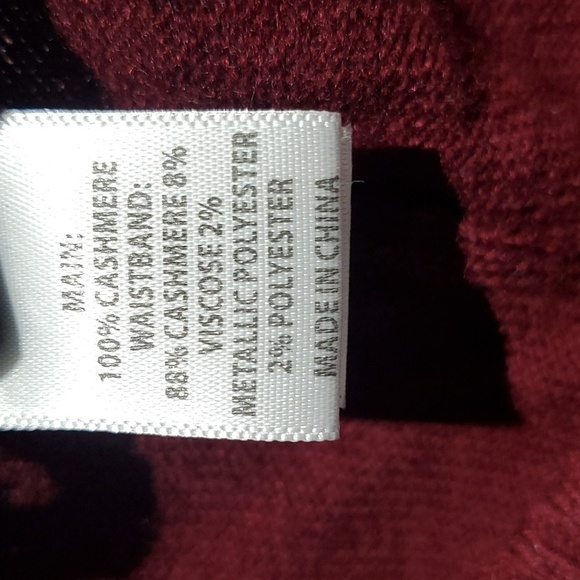 MAIN:
100% CASHMERE
WAISTBAND:
88% CASHMERE 8%
VISCOSE 2%
METALLIC POLYESTER
2% POLYESTER
MADE IN CHINA